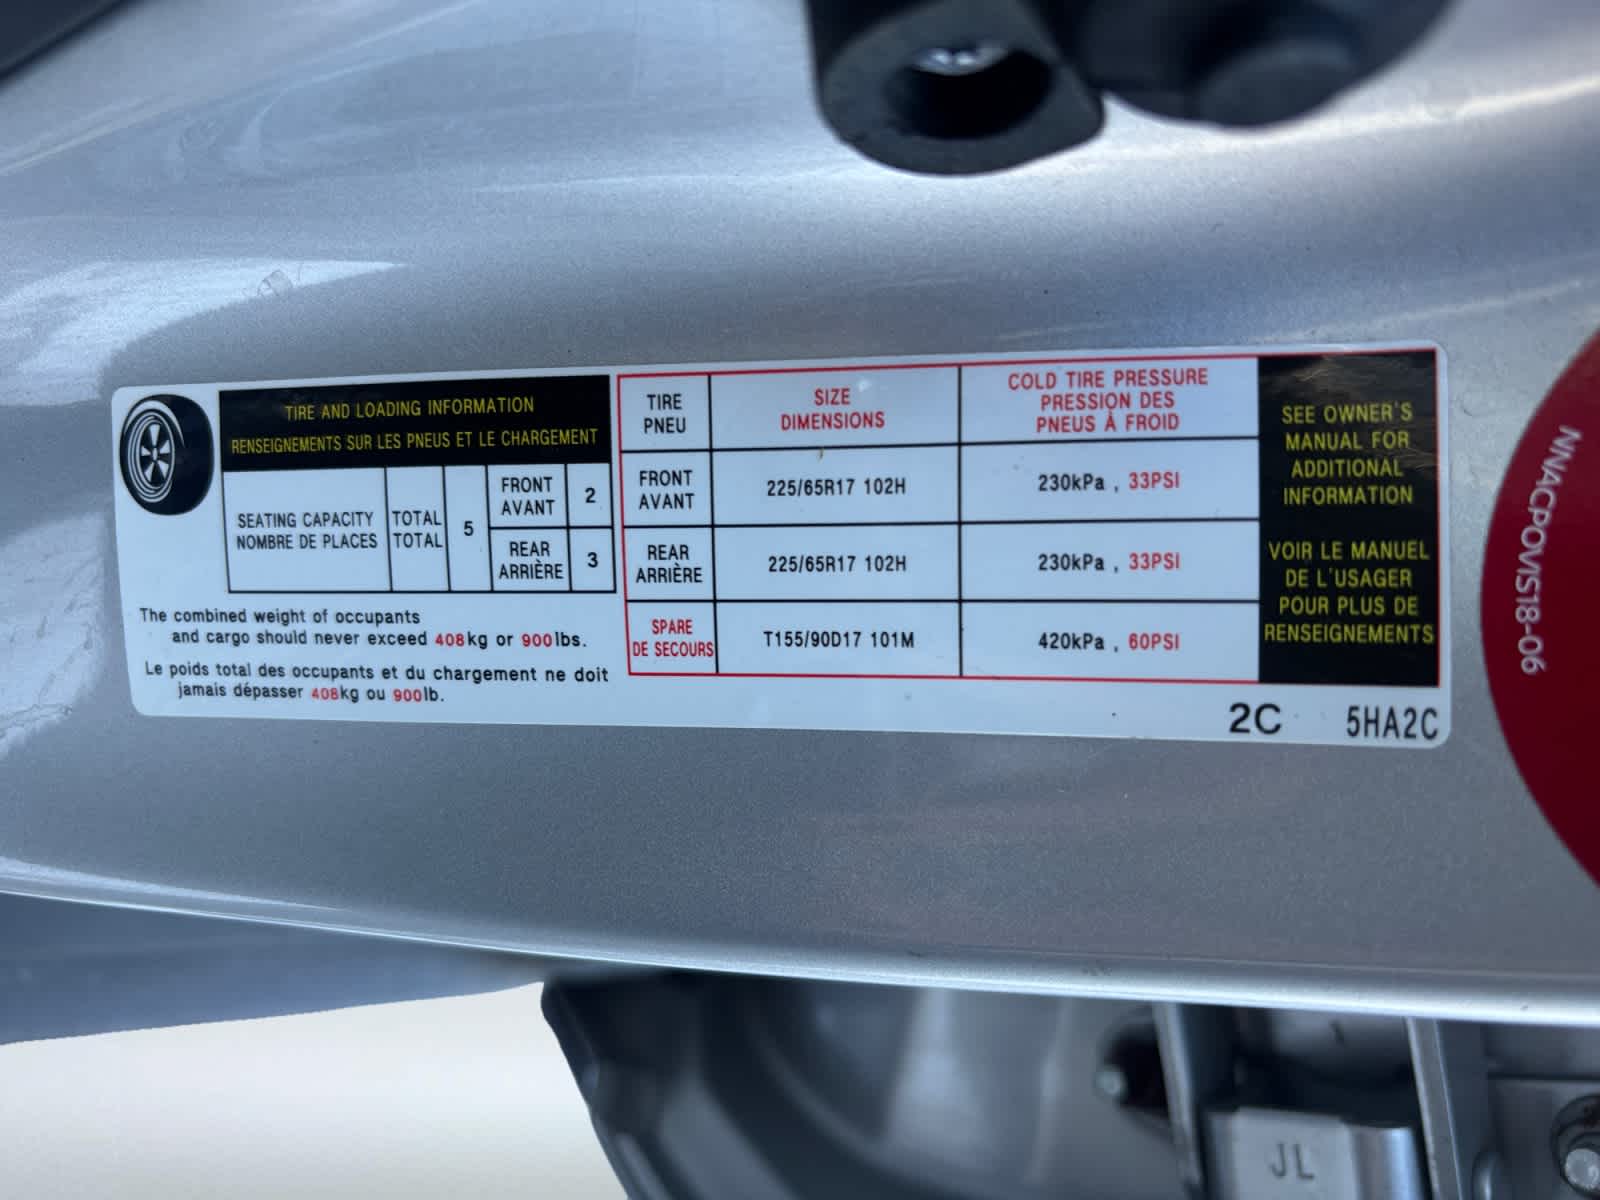 TIRE AND LOADING INFORMATION
RENSEIGNEMENTS SUR LES PNEUS ET LE CHARGEMENT
SEATING CAPACITY
NOMBRE DE PLACES
TOTAL
TOTAL
5
FRONT
AVANT
2
REAR
ARRIÈRE
3
The combined weight of occupants
and cargo should never exceed 408kg or 900lbs.
Le poids total des occupants et du chargement ne doit
jamais dépasser 408kg ou 900lb.
TIRE
PNEU
SIZE
DIMENSIONS
COLD TIRE PRESSURE
PRESSION DES
PNEUS À FROID
FRONT
AVANT
225/65R17 102H
230kPa , 33PSI
REAR
ARRIÈRE
225/65R17 102H
230kPa , 33PSI
SPARE
DE SECOURS
T155/90D17 101M
420kPa , 60PSI
SEE OWNER'S
MANUAL FOR
ADDITIONAL
INFORMATION
VOIR LE MANUEL
DE L'USAGER
POUR PLUS DE
RENSEIGNEMENTS
2C 5HA2C
NNACPOVIS18-06
JL